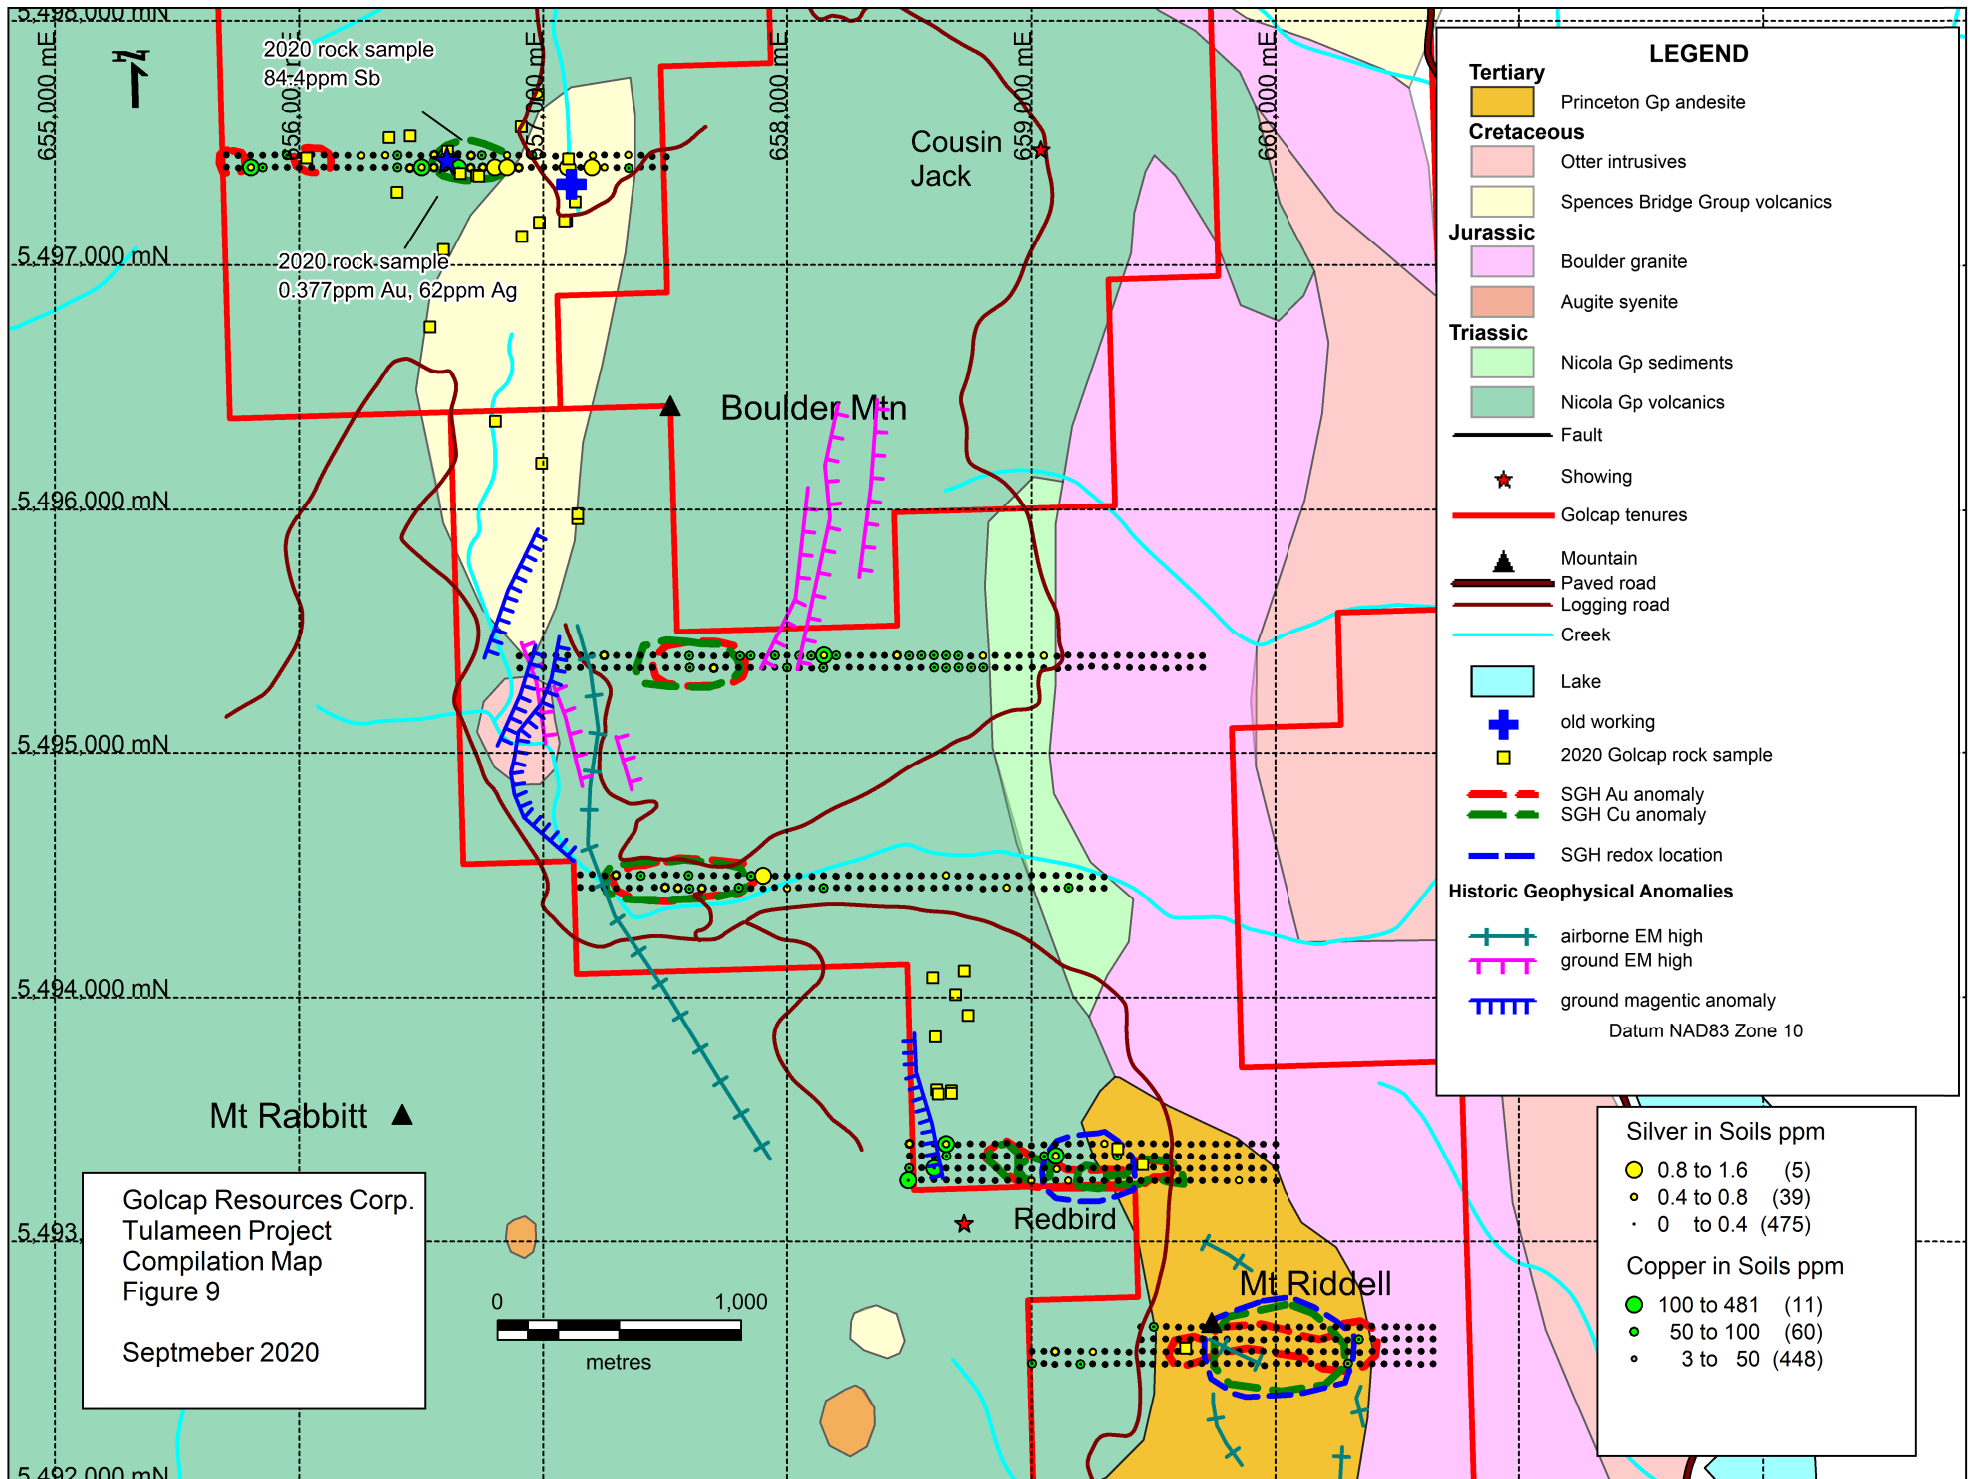 5,498,000 mN
655,000 mE
656,000 mE
657,000 mE
658,000 mE
659,000 mE
660,000 mE
N
2020 rock sample
84.4ppm Sb
Cousin
Jack
5,497,000 mN
2020 rock sample
0.377ppm Au, 62ppm Ag
Boulder Mtn
5,496,000 mN
5,495,000 mN
5,494,000 mN
Mt Rabbitt
Redbird
5,493,
Mt Riddell
5,492,000 mN
Golcap Resources Corp.
Tulameen Project
Compilation Map
Figure 9
Septmeber 2020
0 1,000
metres
LEGEND
Tertiary
Princeton Gp andesite
Cretaceous
Otter intrusives
Spences Bridge Group volcanics
Jurassic
Boulder granite
Augite syenite
Triassic
Nicola Gp sediments
Nicola Gp volcanics
Fault
Showing
Golcap tenures
Mountain
Paved road
Logging road
Creek
Lake
old working
2020 Golcap rock sample
SGH Au anomaly
SGH Cu anomaly
SGH redox location
Historic Geophysical Anomalies
airborne EM high
ground EM high
ground magentic anomaly
Datum NAD83 Zone 10
Silver in Soils ppm
0.8 to 1.6 (5)
0.4 to 0.8 (39)
0 to 0.4 (475)
Copper in Soils ppm
100 to 481 (11)
50 to 100 (60)
3 to 50 (448)